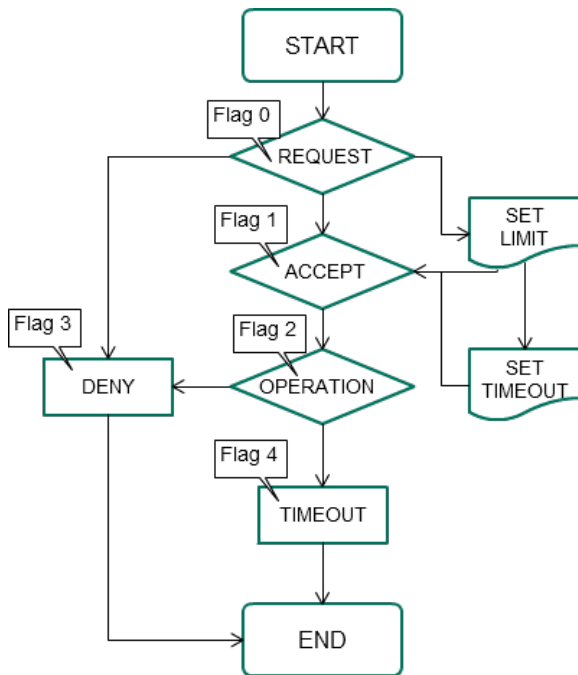 START
Flag 0
REQUEST
Flag 1
SET
LIMIT
ACCEPT
Flag 3
Flag 2
DENY
OPERATION
SET
TIMEOUT
Flag 4
TIMEOUT
END